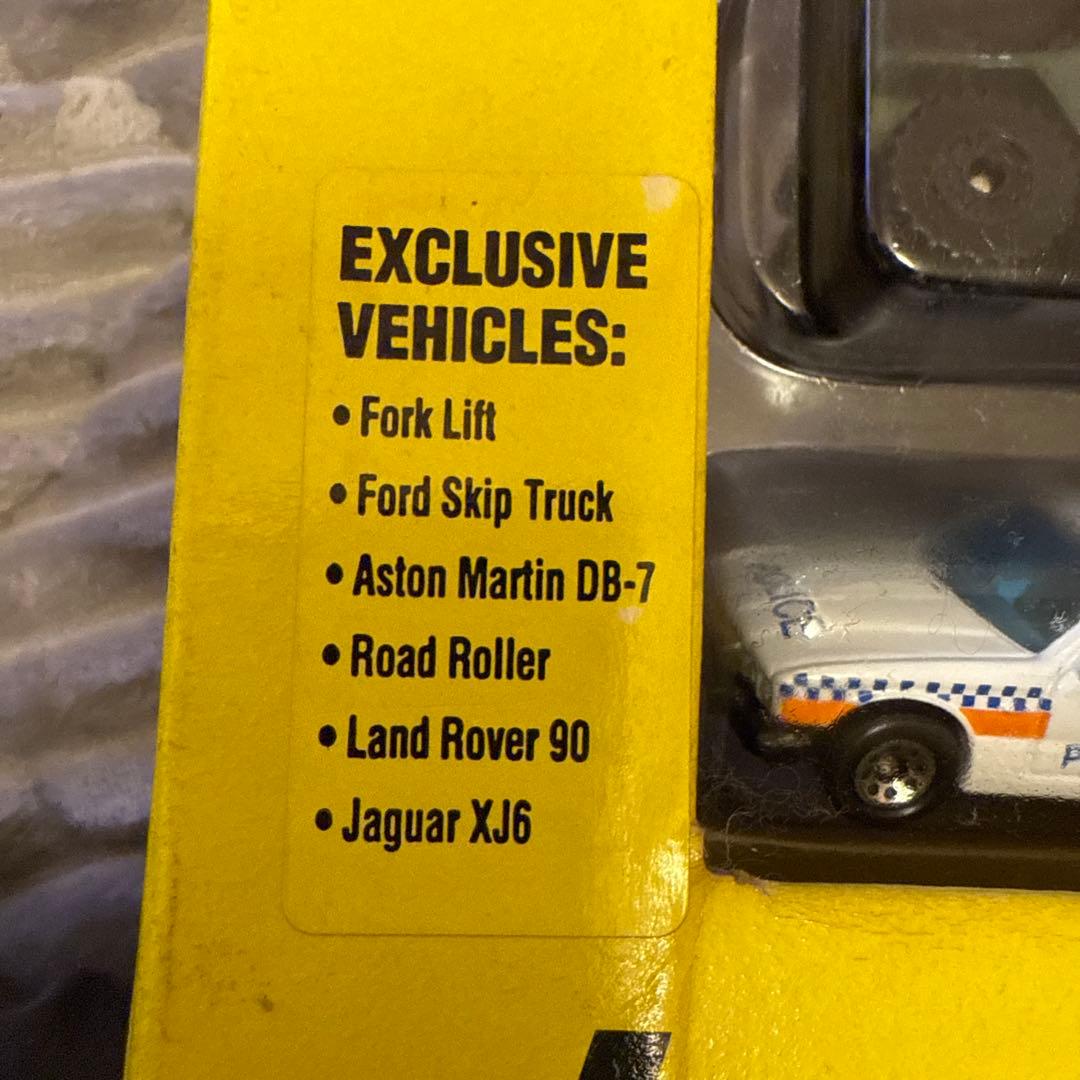 EXCLUSIVE
VEHICLES:
• Fork Lift
• Ford Skip Truck
• Aston Martin DB-7
• Road Roller
• Land Rover 90
• Jaguar XJ6